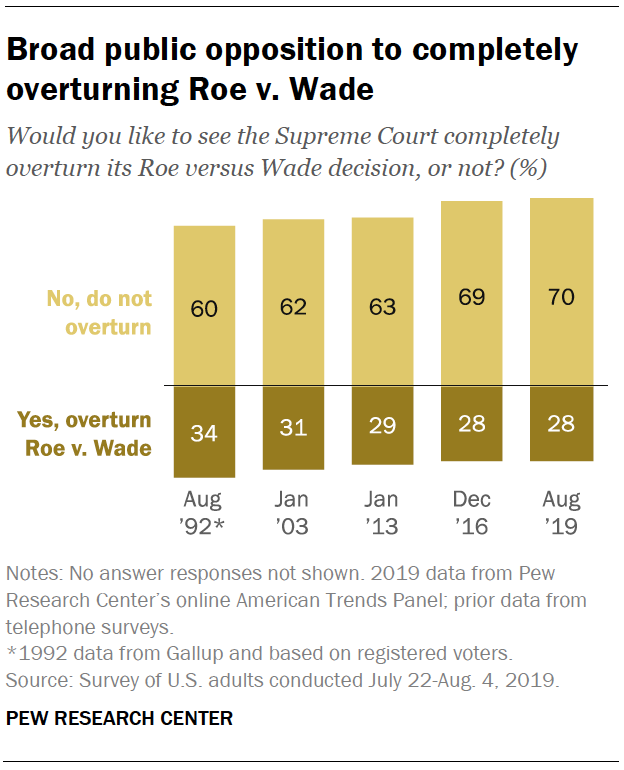 Broad public opposition to completely
overturning Roe v. Wade
Would you like to see the Supreme Court completely
overturn its Roe versus Wade decision, or not? (%)
No, do not
overturn
60
62
63
69
70
Yes, overturn
Roe v. Wade
34
31
29
28
28
Aug
’92*
Jan
’03
Jan
’13
Dec
’16
Aug
’19
Notes: No answer responses not shown. 2019 data from Pew
Research Center’s online American Trends Panel; prior data from
telephone surveys.
*1992 data from Gallup and based on registered voters.
Source: Survey of U.S. adults conducted July 22-Aug. 4, 2019.
PEW RESEARCH CENTER